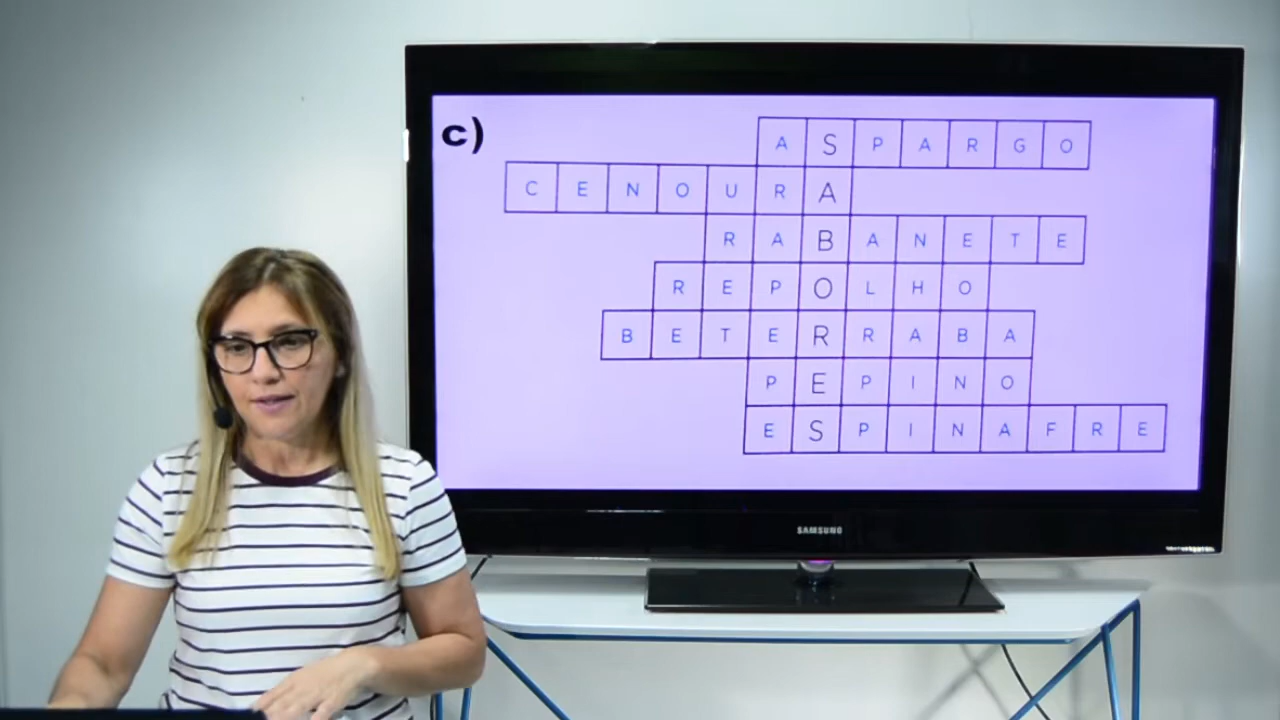 c)
ASPARGO
CENOURA
RABANETE
REPOLHO
BETERRABA
PEPINO
ESPINAFRE
SAMSUNG